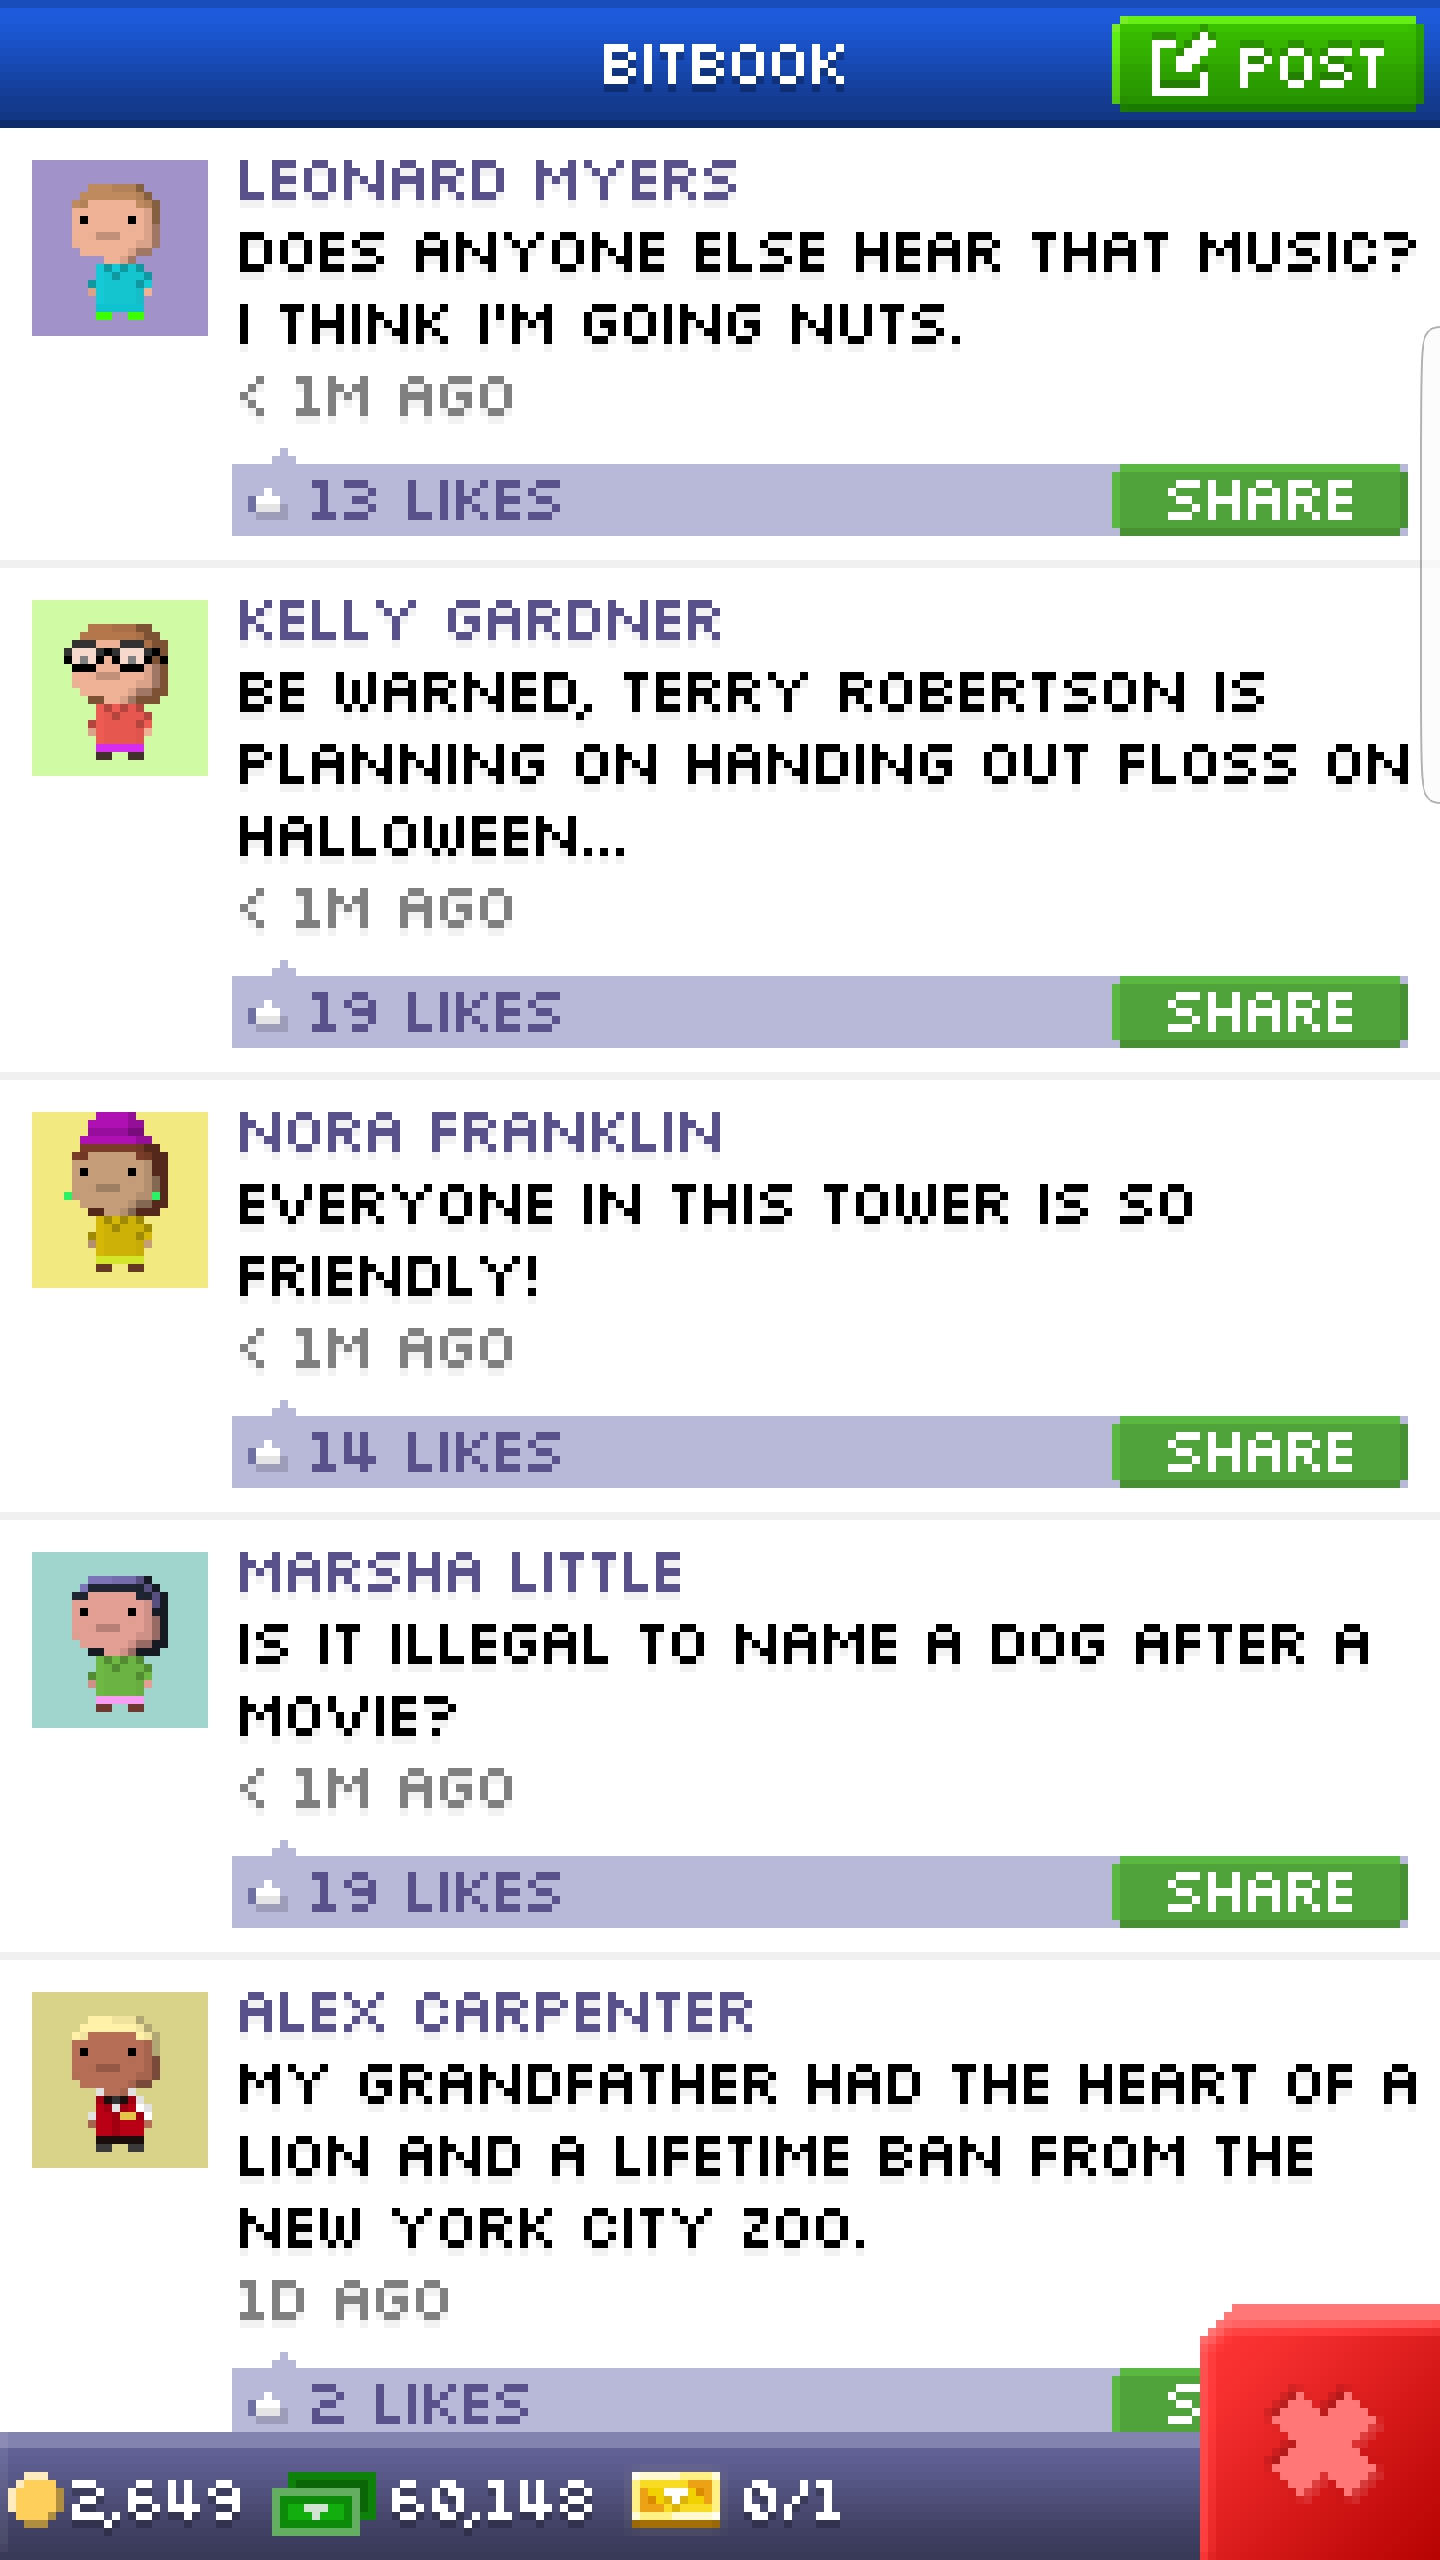 BITBOOK
POST
LEONARD MYERS
DOES ANYONE ELSE HEAR THAT MUSIC?
I THINK I'M GOING NUTS.
< 1M AGO
13 LIKES
SHARE
KELLY GARDNER
BE WARNED, TERRY ROBERTSON IS
PLANNING ON HANDING OUT FLOSS ON
HALLOWEEN...
< 1M AGO
19 LIKES
SHARE
NORA FRANKLIN
EVERYONE IN THIS TOWER IS SO
FRIENDLY!
< 1M AGO
14 LIKES
SHARE
MARSHA LITTLE
IS IT ILLEGAL TO NAME A DOG AFTER A
MOVIE?
< 1M AGO
19 LIKES
SHARE
ALEX CARPENTER
MY GRANDFATHER HAD THE HEART OF A
LION AND A LIFETIME BAN FROM THE
NEW YORK CITY ZOO.
1D AGO
2 LIKES
S
2,649
60,148
0/1